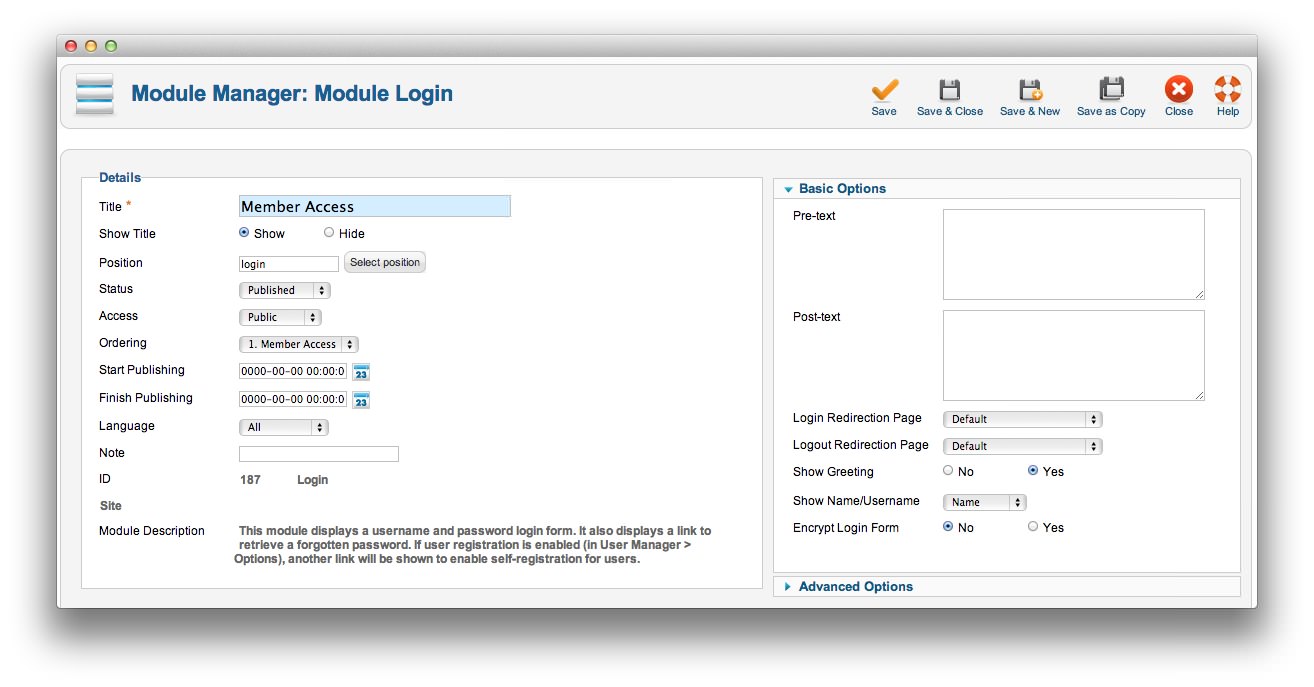 Module Manager: Module Login
Save
Save & Close
Save & New
Save as Copy
Close
Help
Details
Title *
Member Access
Show Title
Show
Hide
Position
login
Select position
Status
Published
Access
Public
Ordering
1. Member Access
Start Publishing
0000-00-00 00:00:0
23
Finish Publishing
0000-00-00 00:00:0
23
Language
All
Note
ID
187
Login
Site
Module Description
This module displays a username and password login form. It also displays a link to
retrieve a forgotten password. If user registration is enabled (in User Manager >
Options), another link will be shown to enable self-registration for users.
Basic Options
Pre-text
Post-text
Login Redirection Page
Default
Logout Redirection Page
Default
Show Greeting
No
Yes
Show Name/Username
Name
Encrypt Login Form
No
Yes
Advanced Options